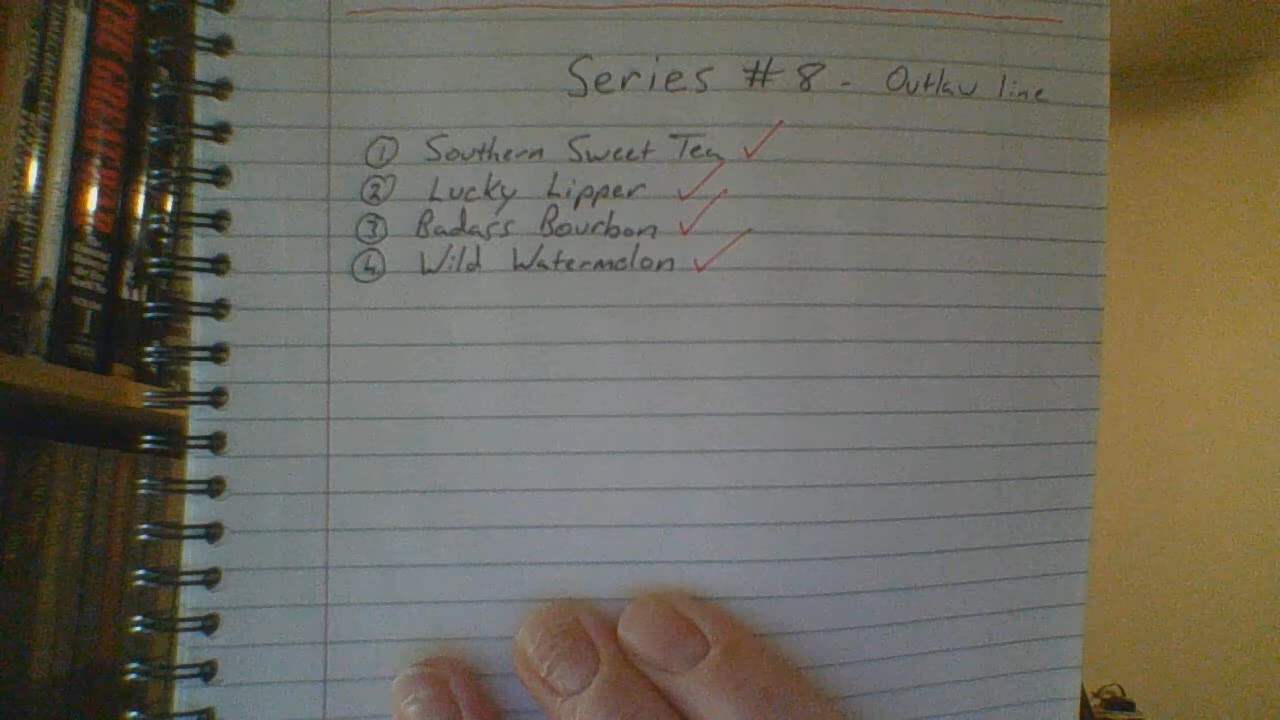 Series # 8 - Outlaw line
① Southern Sweet Tea ✓
② Lucky Lipper ✓
③ Badass Bourbon ✓
④ Wild Watermelon ✓